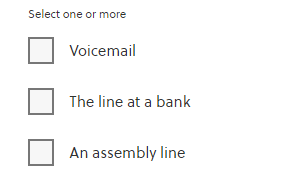 Select one or more
Voicemail
The line at a bank
An assembly line